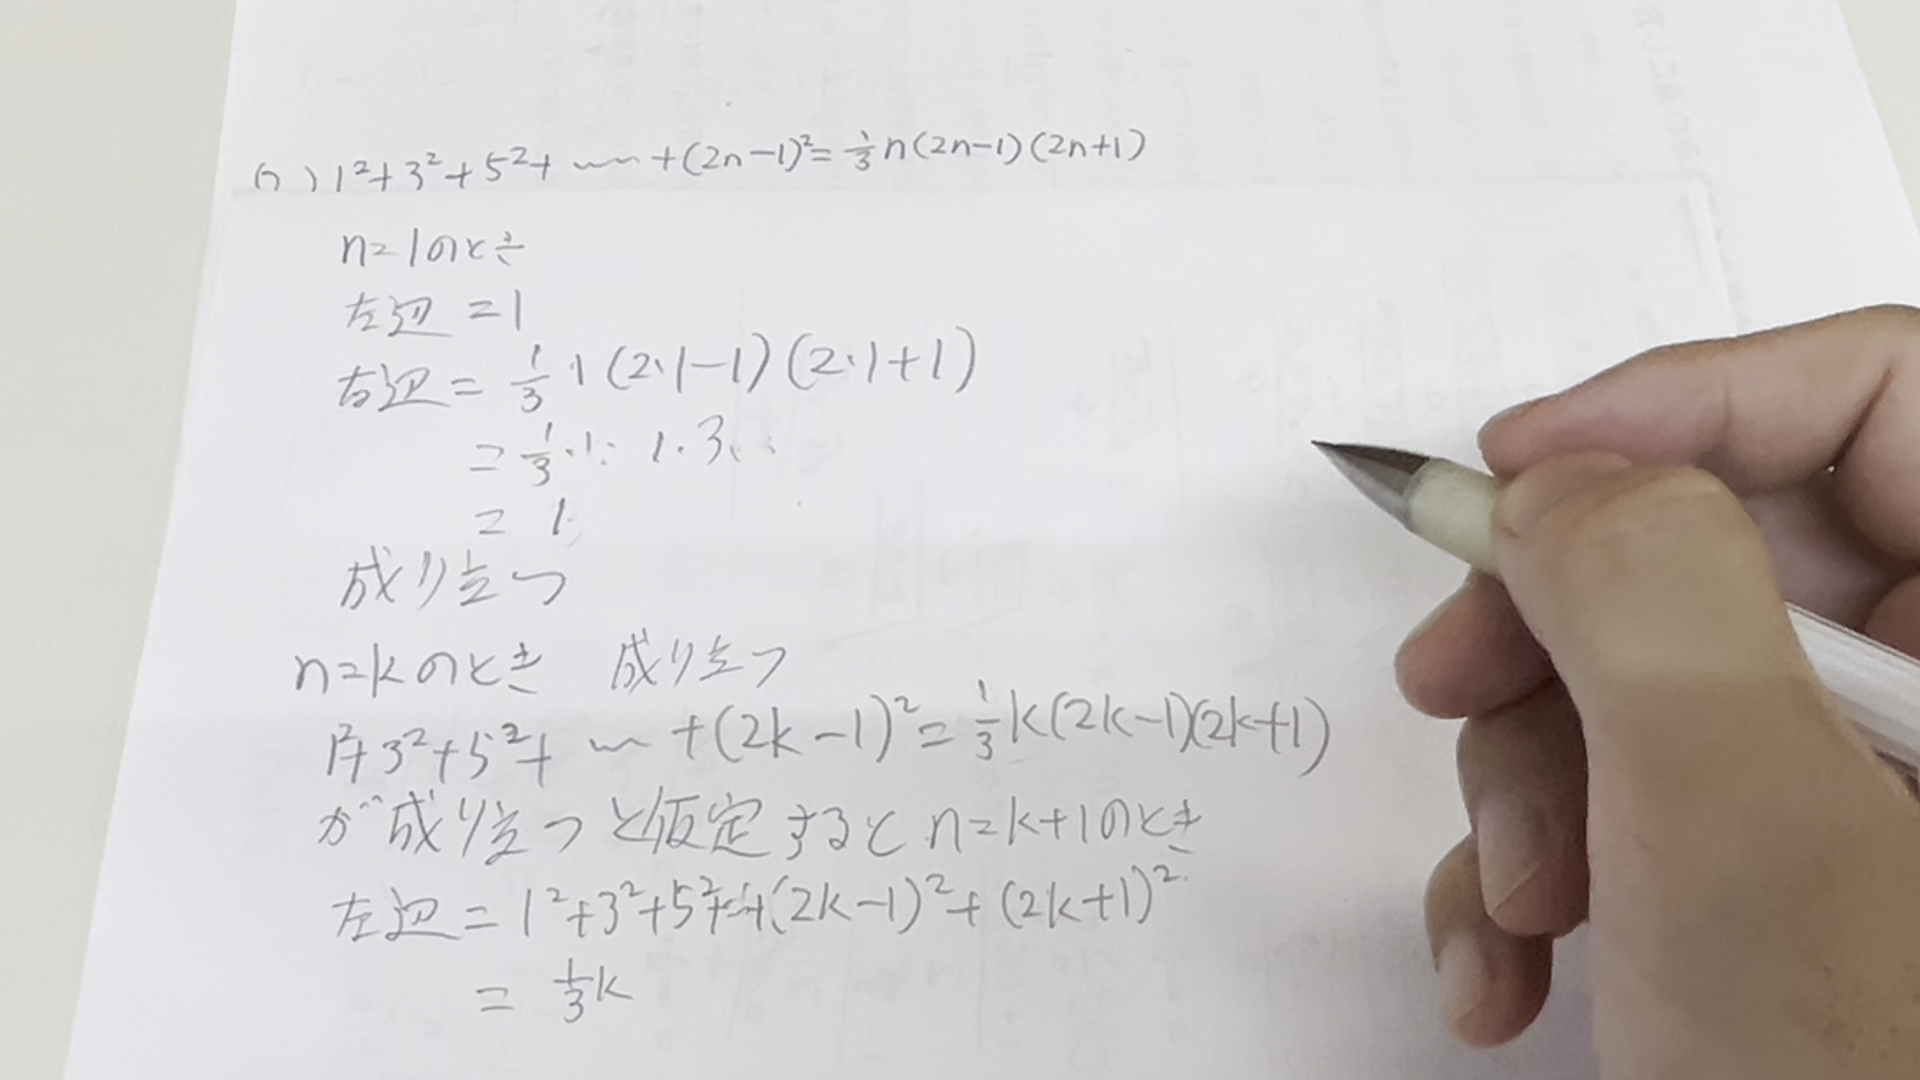 1²+3²+5²+ …… +(2n-1)²=1/3 n(2n-1)(2n+1)
n=1のとき
左辺 =1
右辺 = 1/3・1(2・1-1)(2・1+1)
= 1/3・1・1・3
= 1
成り立つ
n=kのとき 成り立つ
1²+3²+5²+ …… +(2k-1)²=1/3 k(2k-1)(2k+1)
が成り立つと仮定するとn=k+1のとき
左辺 = 1²+3²+5²+…+(2k-1)²+(2k+1)²
= 1/3 k